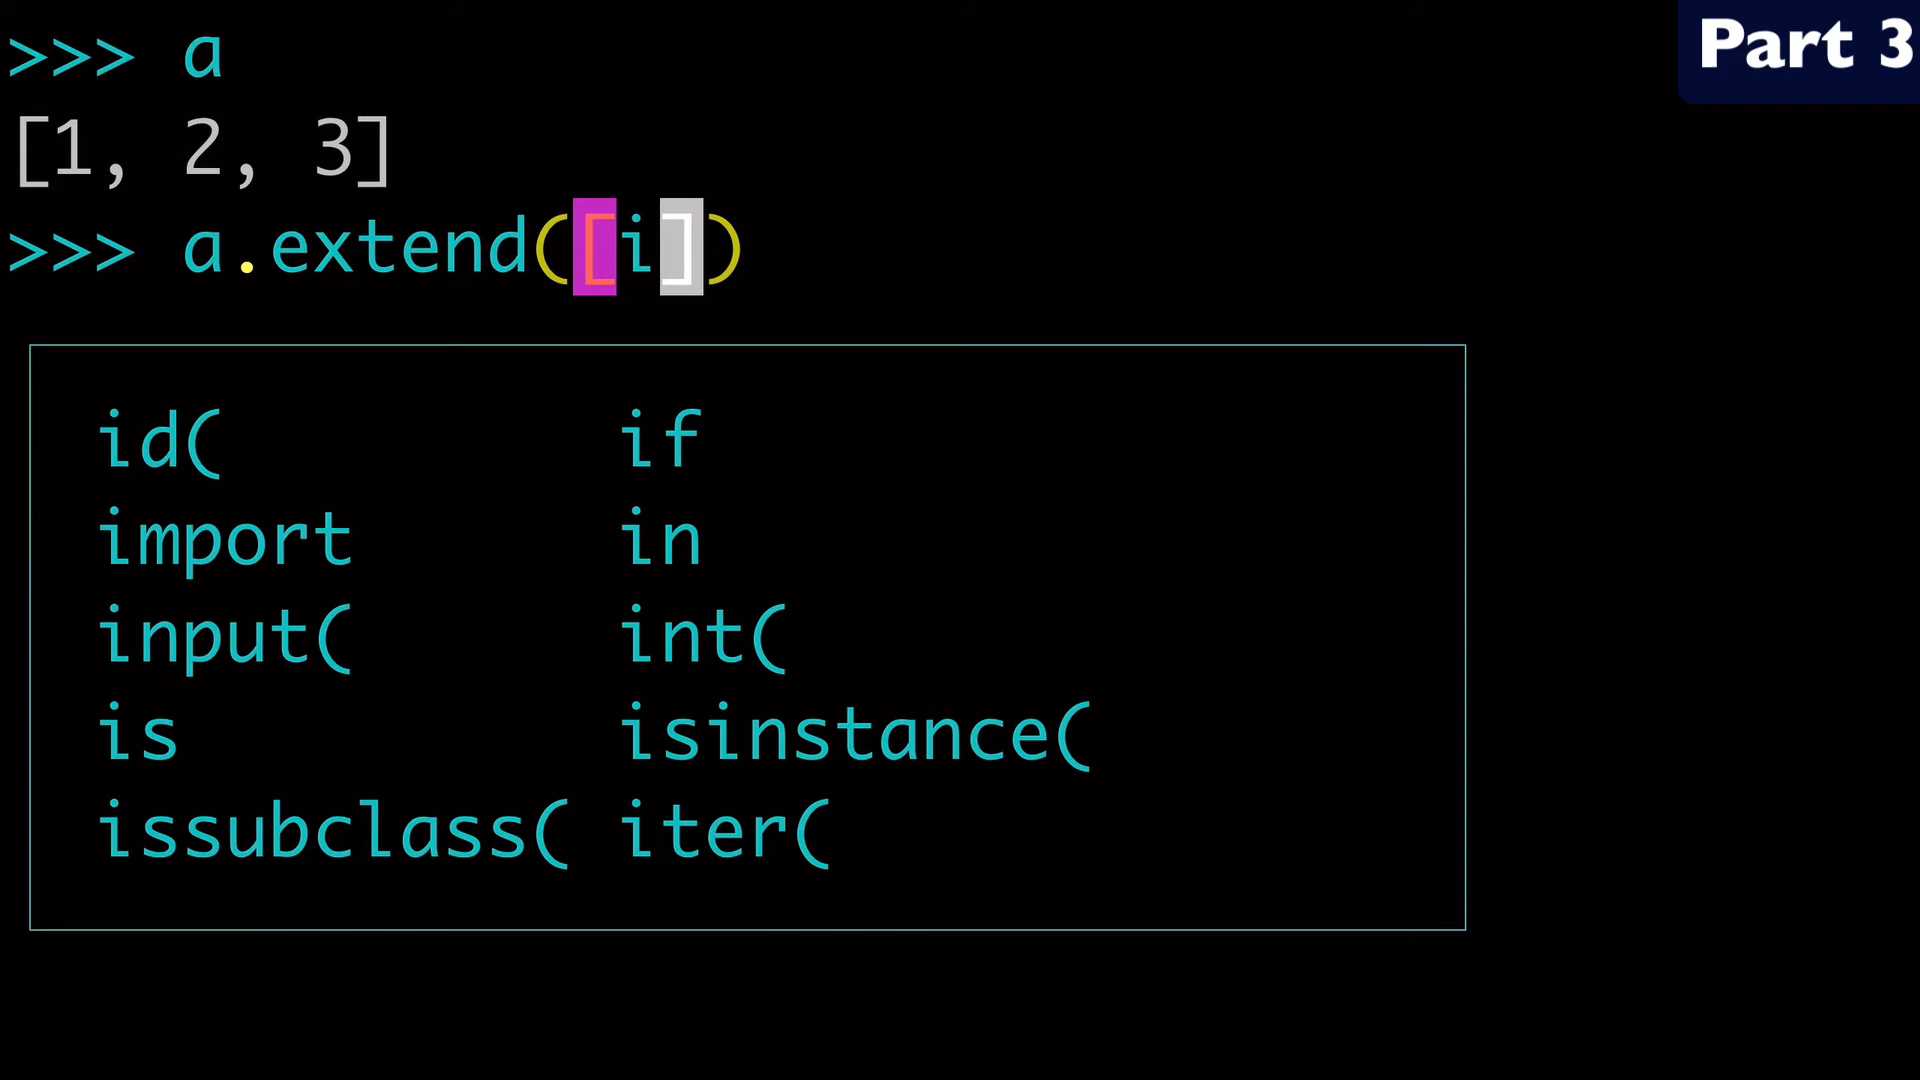 >>> a
Part 3
[1, 2, 3]
>>> a.extend([i])
id( if
import in
input( int(
is isinstance(
issubclass( iter(